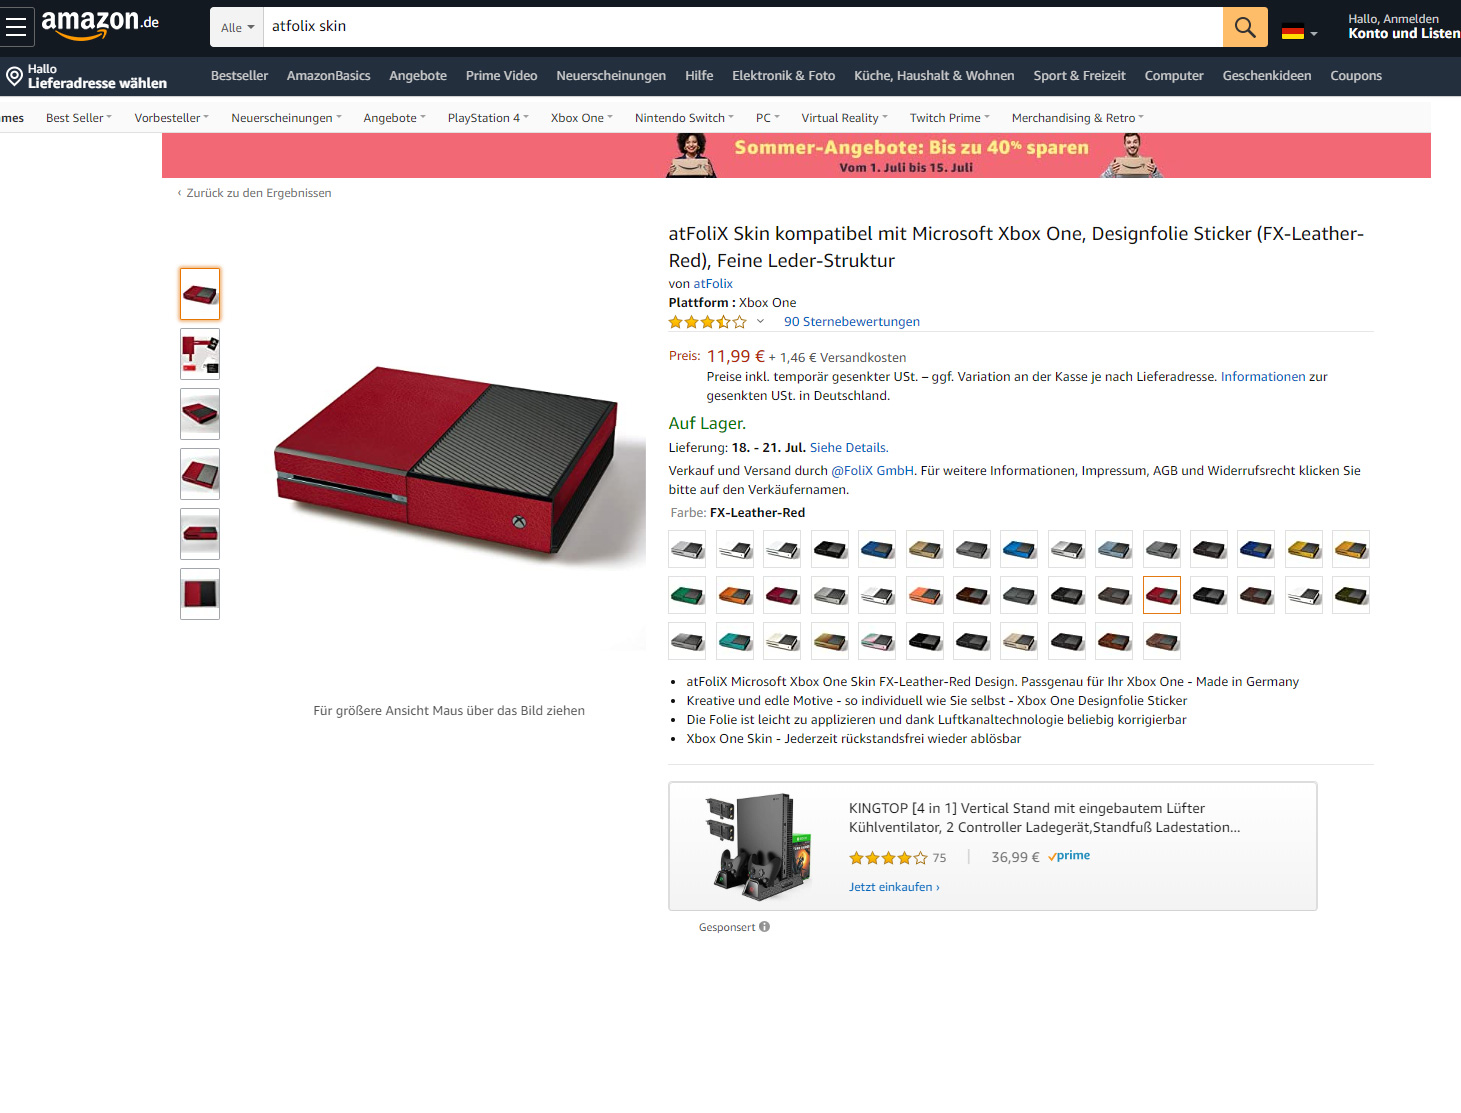 amazon.de
Alle
atfolix skin
Hallo, Anmelden
Konto und Listen
Hallo
Lieferadresse wählen
Bestseller AmazonBasics Angebote Prime Video Neuerscheinungen Hilfe Elektronik & Foto Küche, Haushalt & Wohnen Sport & Freizeit Computer Geschenkideen Coupons
mes Best Seller Vorbesteller Neuerscheinungen Angebote PlayStation 4 Xbox One Nintendo Switch PC Virtual Reality Twitch Prime Merchandising & Retro
Sommer-Angebote: Bis zu 40% sparen
Vom 1. Juli bis 15. Juli
‹ Zurück zu den Ergebnissen
atFoliX Skin kompatibel mit Microsoft Xbox One, Designfolie Sticker (FX-Leather-
Red), Feine Leder-Struktur
von atFolix
Plattform : Xbox One
90 Sternebewertungen
Preis: 11,99 € + 1,46 € Versandkosten
Preise inkl. temporär gesenkter USt. – ggf. Variation an der Kasse je nach Lieferadresse. Informationen zur
gesenkten USt. in Deutschland.
Auf Lager.
Lieferung: 18. - 21. Jul. Siehe Details.
Verkauf und Versand durch @FoliX GmbH. Für weitere Informationen, Impressum, AGB und Widerrufsrecht klicken Sie
bitte auf den Verkäufernamen.
Farbe: FX-Leather-Red
• atFoliX Microsoft Xbox One Skin FX-Leather-Red Design. Passgenau für Ihr Xbox One - Made in Germany
• Kreative und edle Motive - so individuell wie Sie selbst - Xbox One Designfolie Sticker
• Die Folie ist leicht zu applizieren und dank Luftkanaltechnologie beliebig korrigierbar
• Xbox One Skin - Jederzeit rückstandsfrei wieder ablösbar
Für größere Ansicht Maus über das Bild ziehen
KINGTOP [4 in 1] Vertical Stand mit eingebautem Lüfter
Kühlventilator, 2 Controller Ladegerät,Standfuß Ladestation...
75 | 36,99 € prime
Jetzt einkaufen ›
Gesponsert